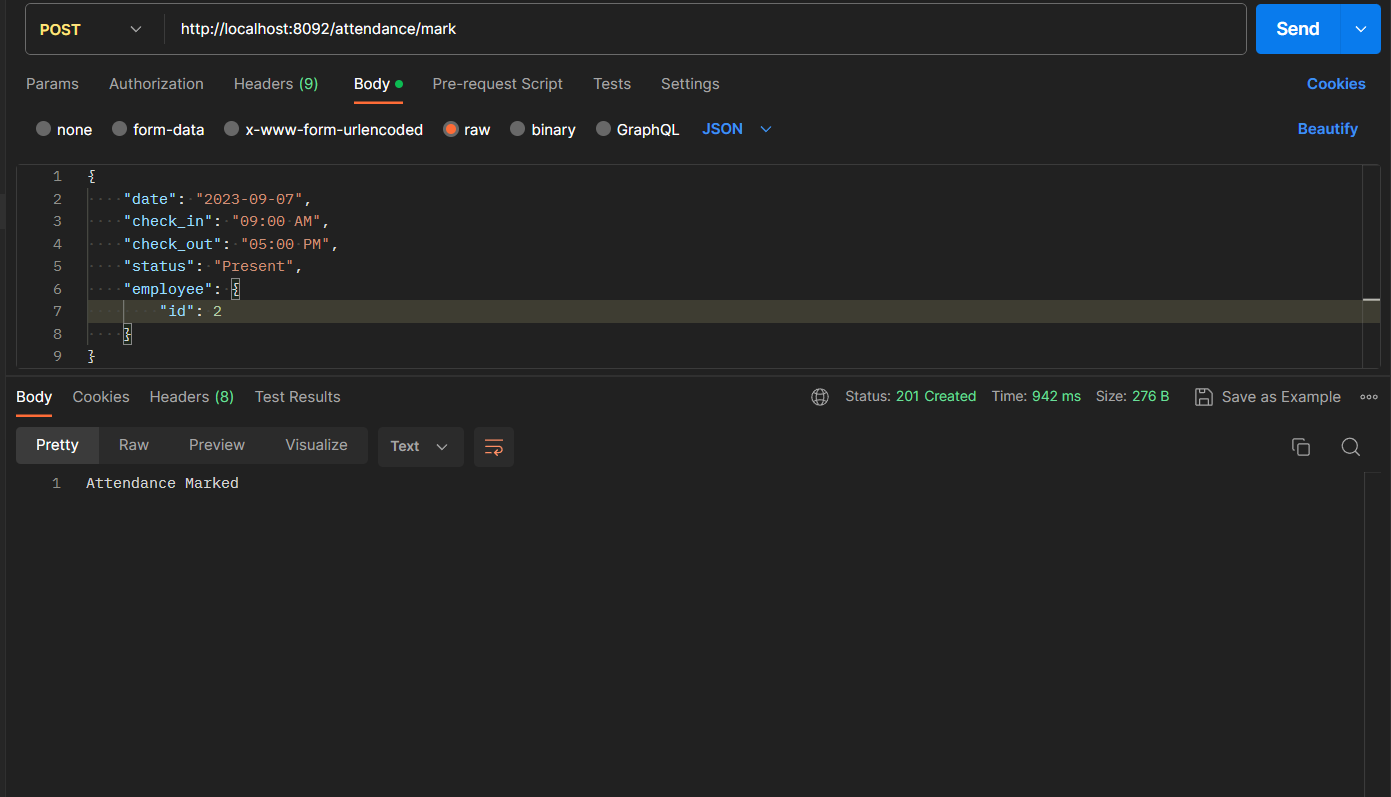 POST http://localhost:8092/attendance/mark Send
Params Authorization Headers (9) Body Pre-request Script Tests Settings Cookies
none form-data x-www-form-urlencoded raw binary GraphQL JSON Beautify
1 {
2 "date": "2023-09-07",
3 "check_in": "09:00 AM",
4 "check_out": "05:00 PM",
5 "status": "Present",
6 "employee": {
7 "id": 2
8 }
9 }
Body Cookies Headers (8) Test Results Status: 201 Created Time: 942 ms Size: 276 B Save as Example
Pretty Raw Preview Visualize Text
1 Attendance Marked